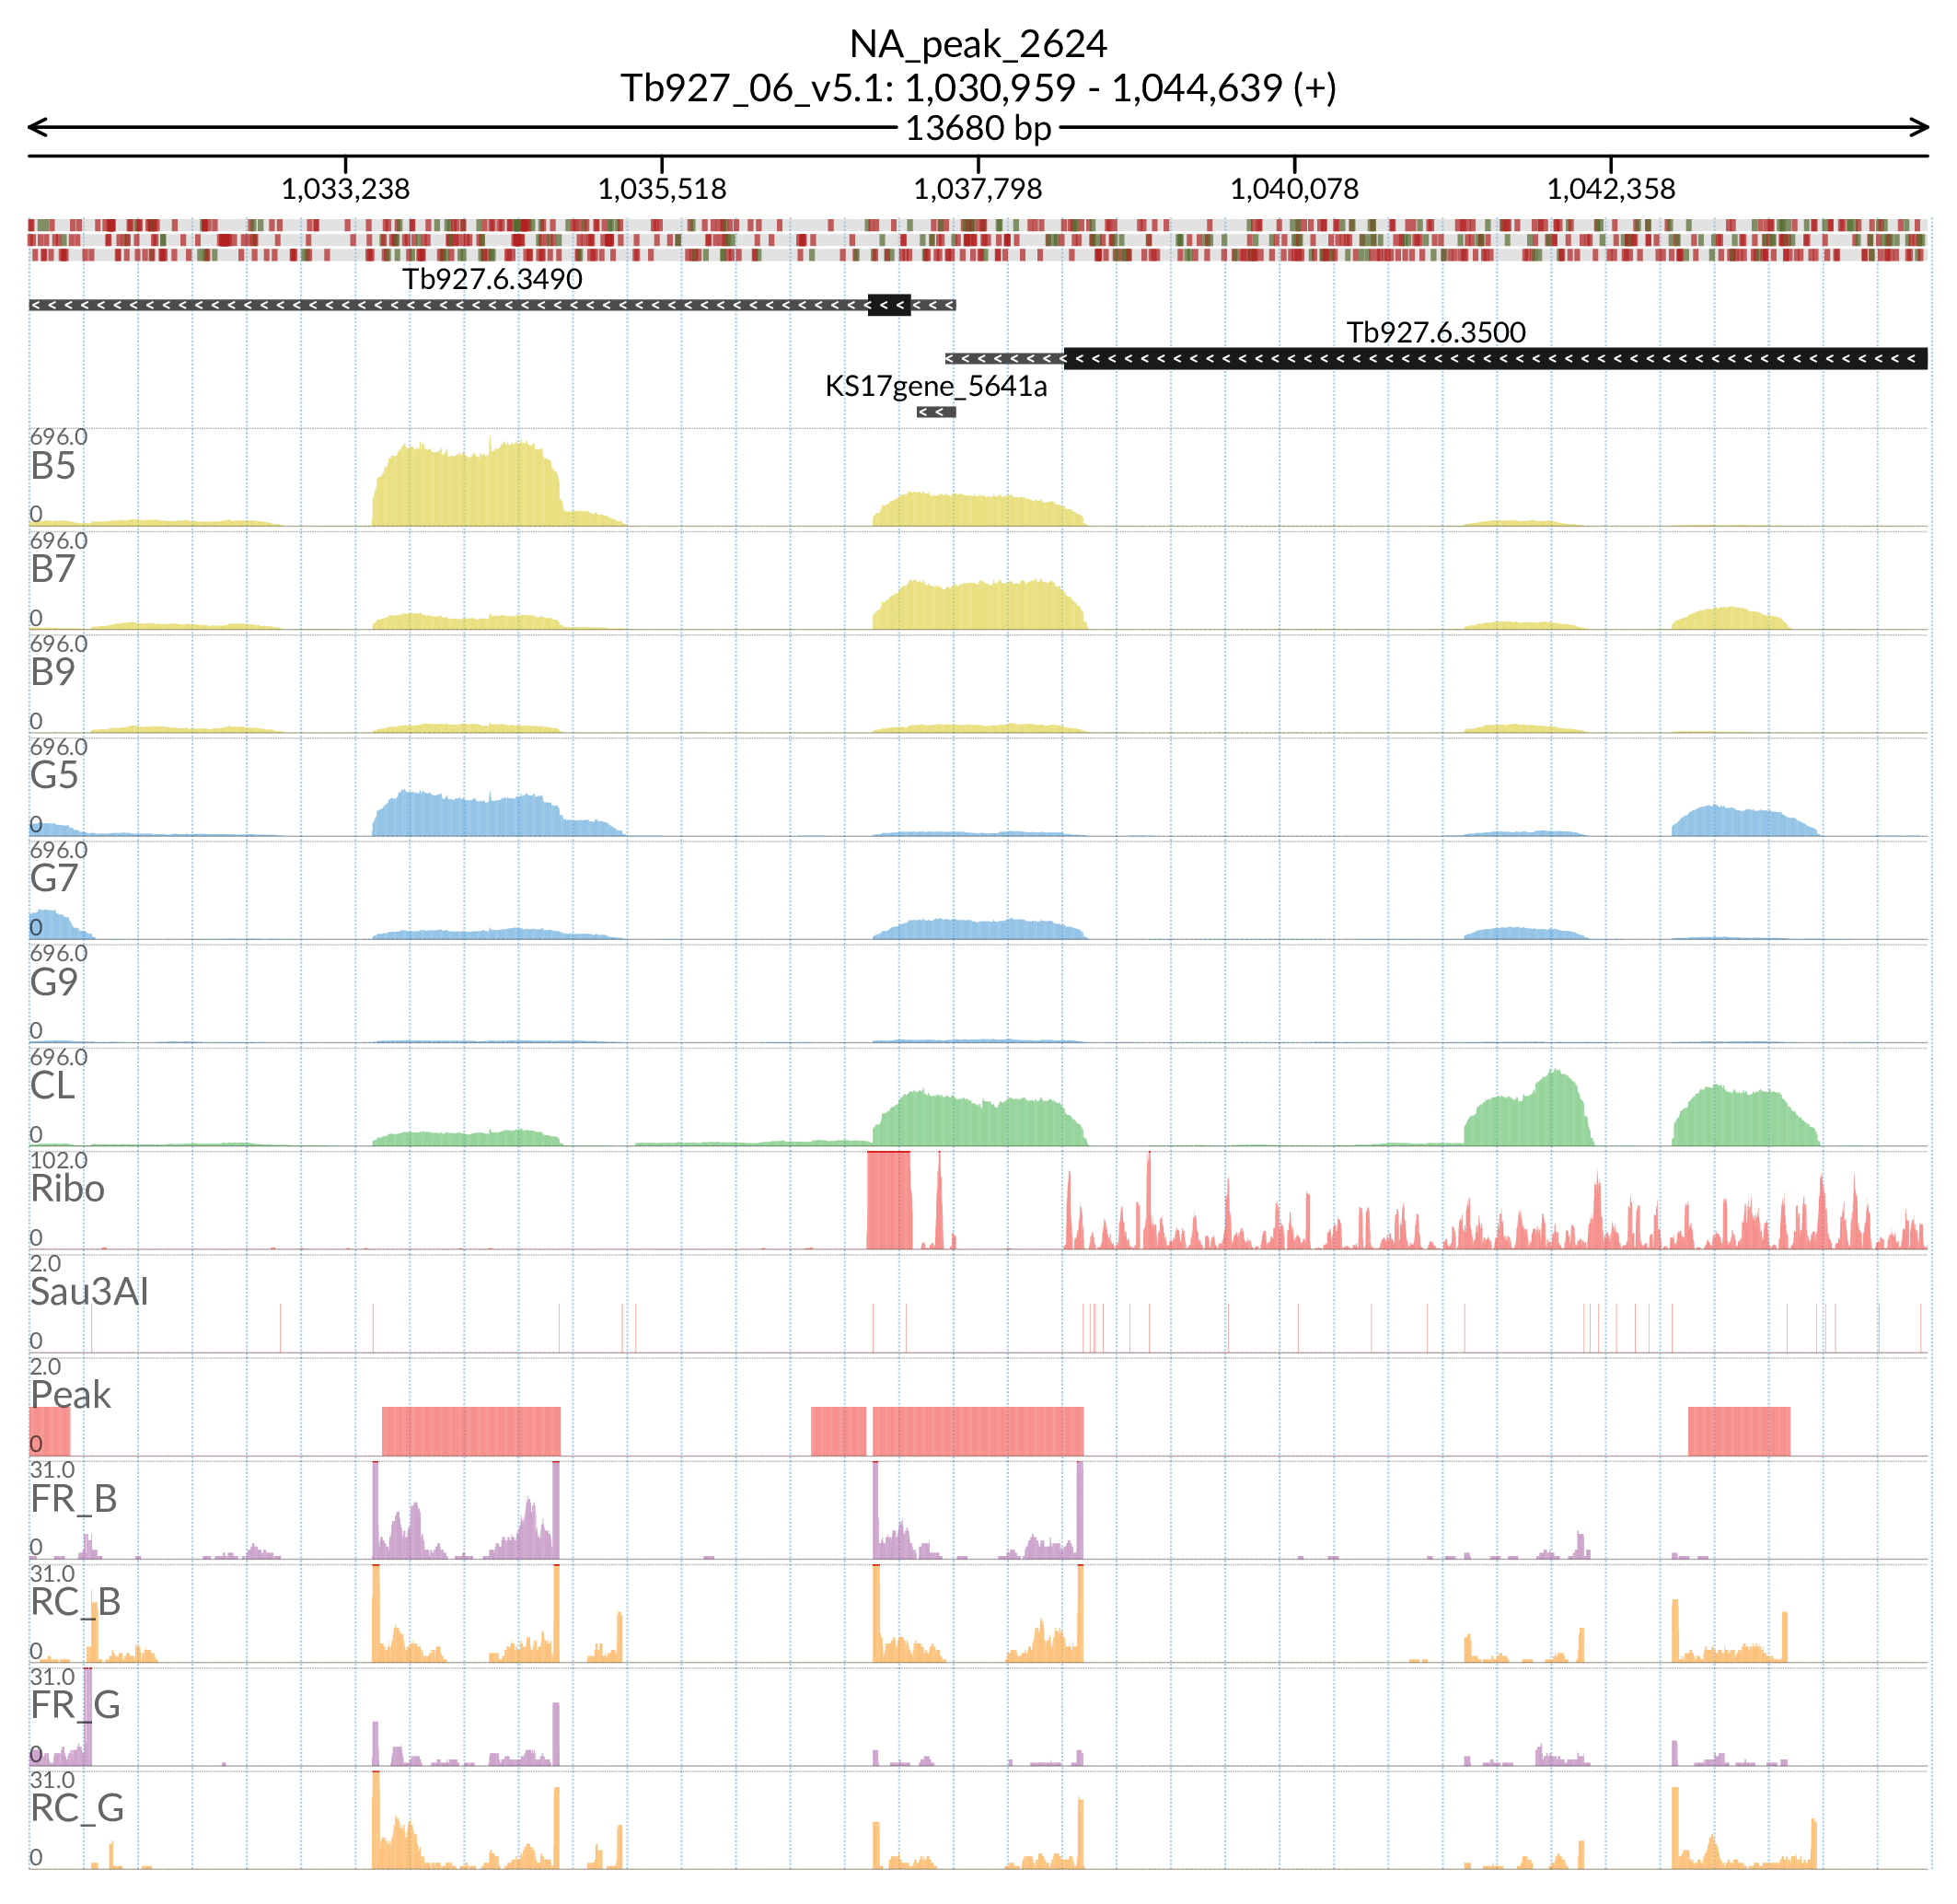 NA_peak_2624
Tb927_06_v5.1: 1,030,959 - 1,044,639 (+)
13680 bp
1,033,238 1,035,518 1,037,798 1,040,078 1,042,358
Tb927.6.3490
Tb927.6.3500
KS17gene_5641a
696.0
B5
0
696.0
B7
0
696.0
B9
0
696.0
G5
0
696.0
G7
0
696.0
G9
0
696.0
CL
0
102.0
Ribo
0
2.0
Sau3AI
0
2.0
Peak
0
31.0
FR_B
0
31.0
RC_B
0
31.0
FR_G
0
31.0
RC_G
0